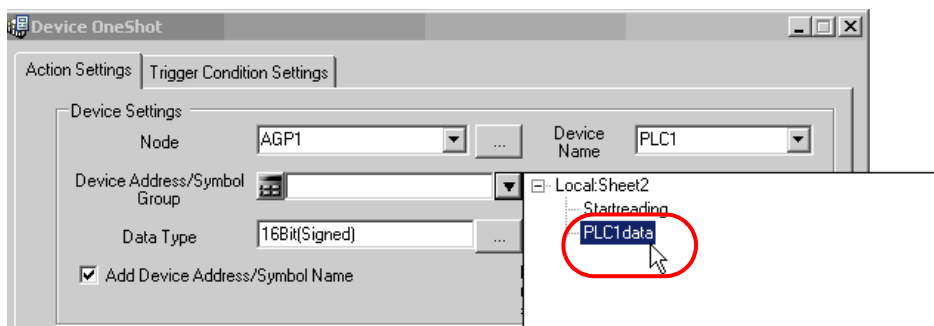 Device OneShot
Action Settings Trigger Condition Settings
Device Settings
Node AGP1 ... Device Name PLC1
Device Address/Symbol Group
Local:Sheet2
Startreading
PLC1data
Data Type 16Bit(Signed) ...
Add Device Address/Symbol Name